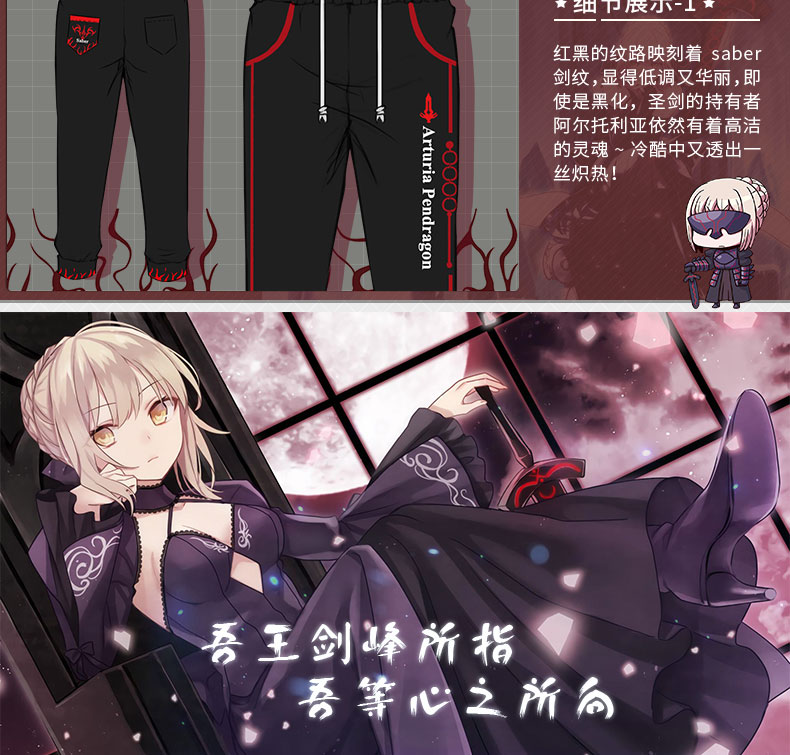 ★ 细节展示-1 ★
Saber
Arturia Pendragon
红黑的纹路映刻着 saber
剑纹，显得低调又华丽，即
使是黑化，圣剑的持有者
阿尔托利亚依然有着高洁
的灵魂 ~ 冷酷中又透出一
丝炽热！
吾王剑峰所指
吾等心之所向